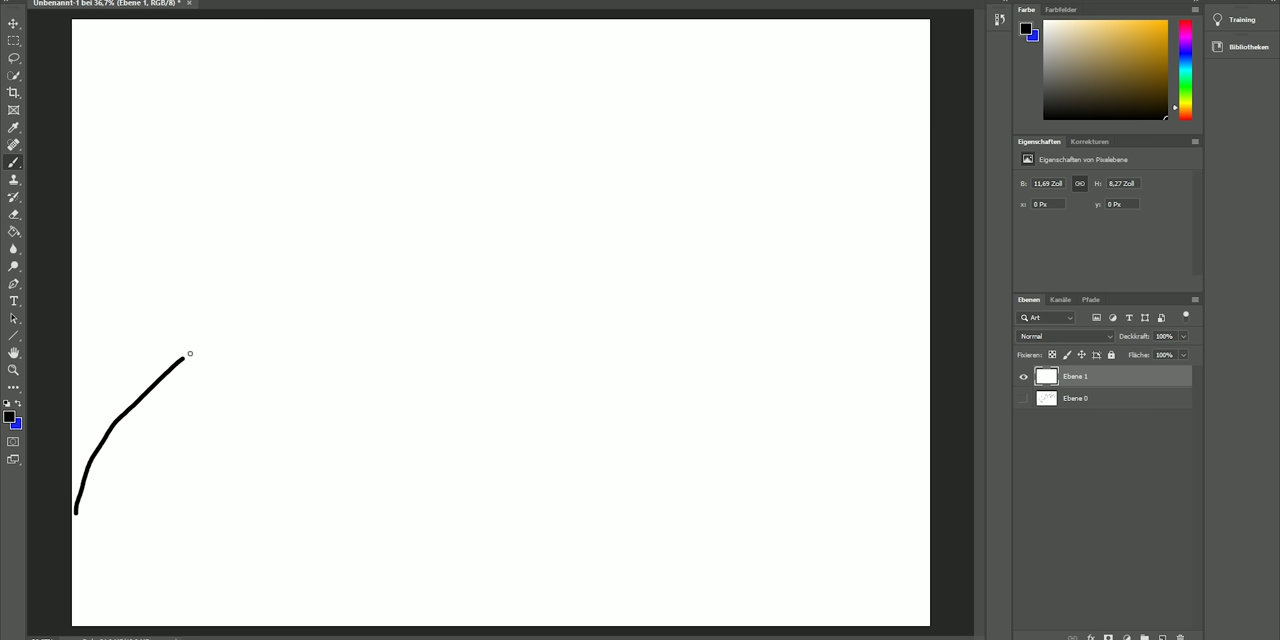 Unbenannt-1 bei 36,7% (Ebene 1, RGB/8) *
Farbe Farbfelder
Training
Bibliotheken
Eigenschaften Korrekturen
Eigenschaften von Pixelebene
B: 11,69 Zoll H: 8,27 Zoll
x: 0 Px y: 0 Px
Ebenen Kanäle Pfade
Art
Normal Deckkraft: 100%
Fixieren: Fläche: 100%
Ebene 1
Ebene 0